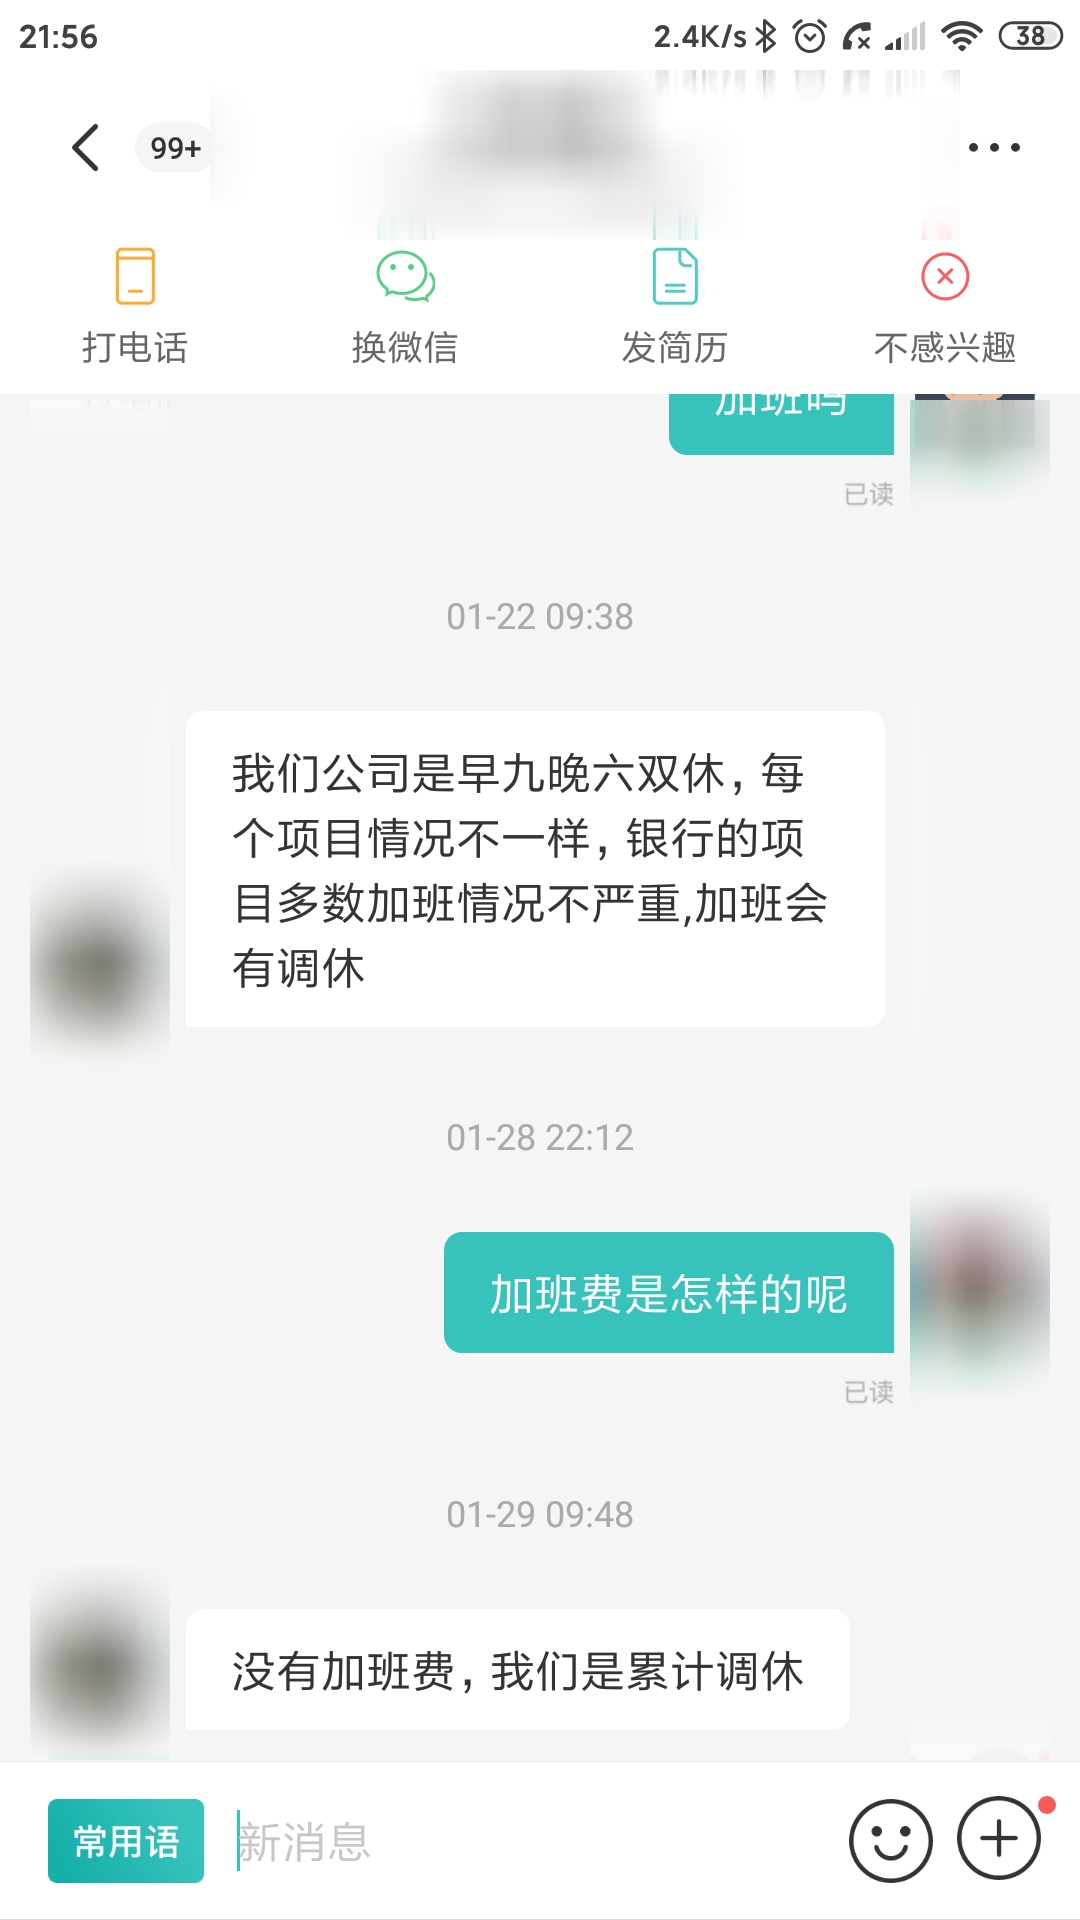 21:56
2.4K/s
38
99+
打电话
换微信
发简历
不感兴趣
加班吗
已读
01-22 09:38
我们公司是早九晚六双休，每
个项目情况不一样，银行的项
目多数加班情况不严重,加班会
有调休
01-28 22:12
加班费是怎样的呢
已读
01-29 09:48
没有加班费，我们是累计调休
常用语
新消息